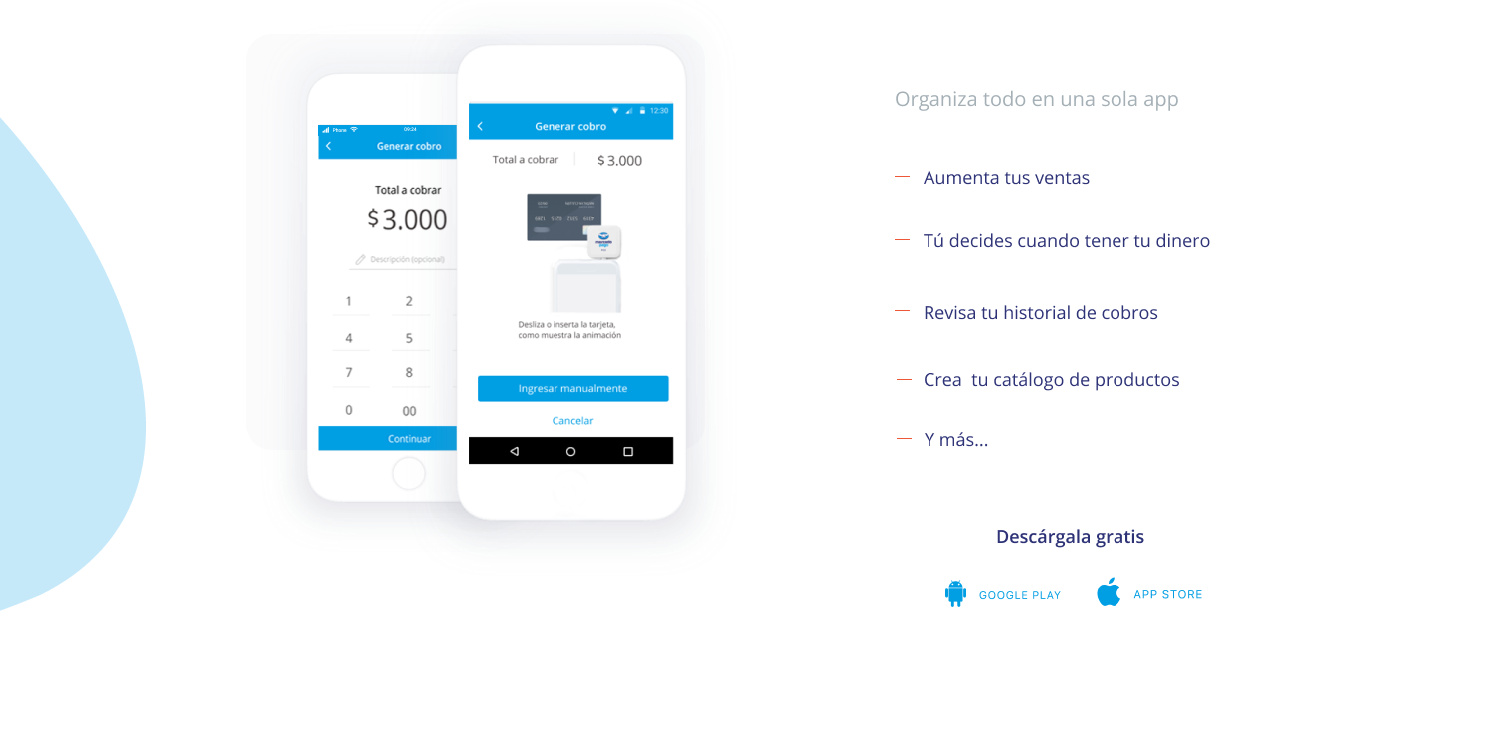 Phone
09:24
Generar cobro
Total a cobrar
$ 3.000
Descripción (opcional)
1 2
4 5
7 8
0 00
Continuar
12:30
Generar cobro
Total a cobrar $ 3.000
mercado
pago
Desliza o inserta la tarjeta,
como muestra la animación
Ingresar manualmente
Cancelar
Organiza todo en una sola app
Aumenta tus ventas
Tú decides cuando tener tu dinero
Revisa tu historial de cobros
Crea tu catálogo de productos
Y más...
Descárgala gratis
GOOGLE PLAY APP STORE